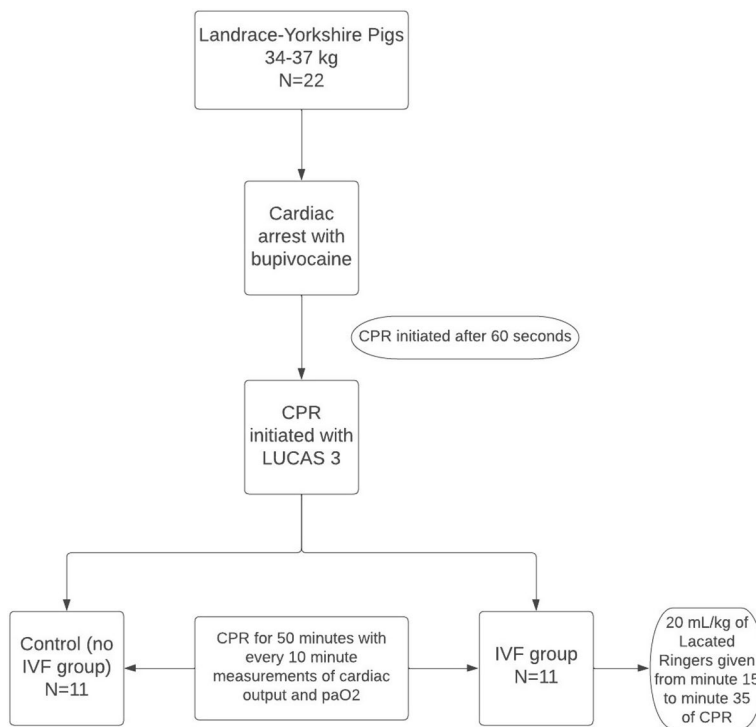 Landrace-Yorkshire Pigs
34-37 kg
N=22
Cardiac
arrest with
bupivocaine
CPR initiated after 60 seconds
CPR
initiated with
LUCAS 3
Control (no
IVF group)
N=11
CPR for 50 minutes with
every 10 minute
measurements of cardiac
output and paO2
IVF group
N=11
20 mL/kg of
Lacated
Ringers given
from minute 15
to minute 35
of CPR